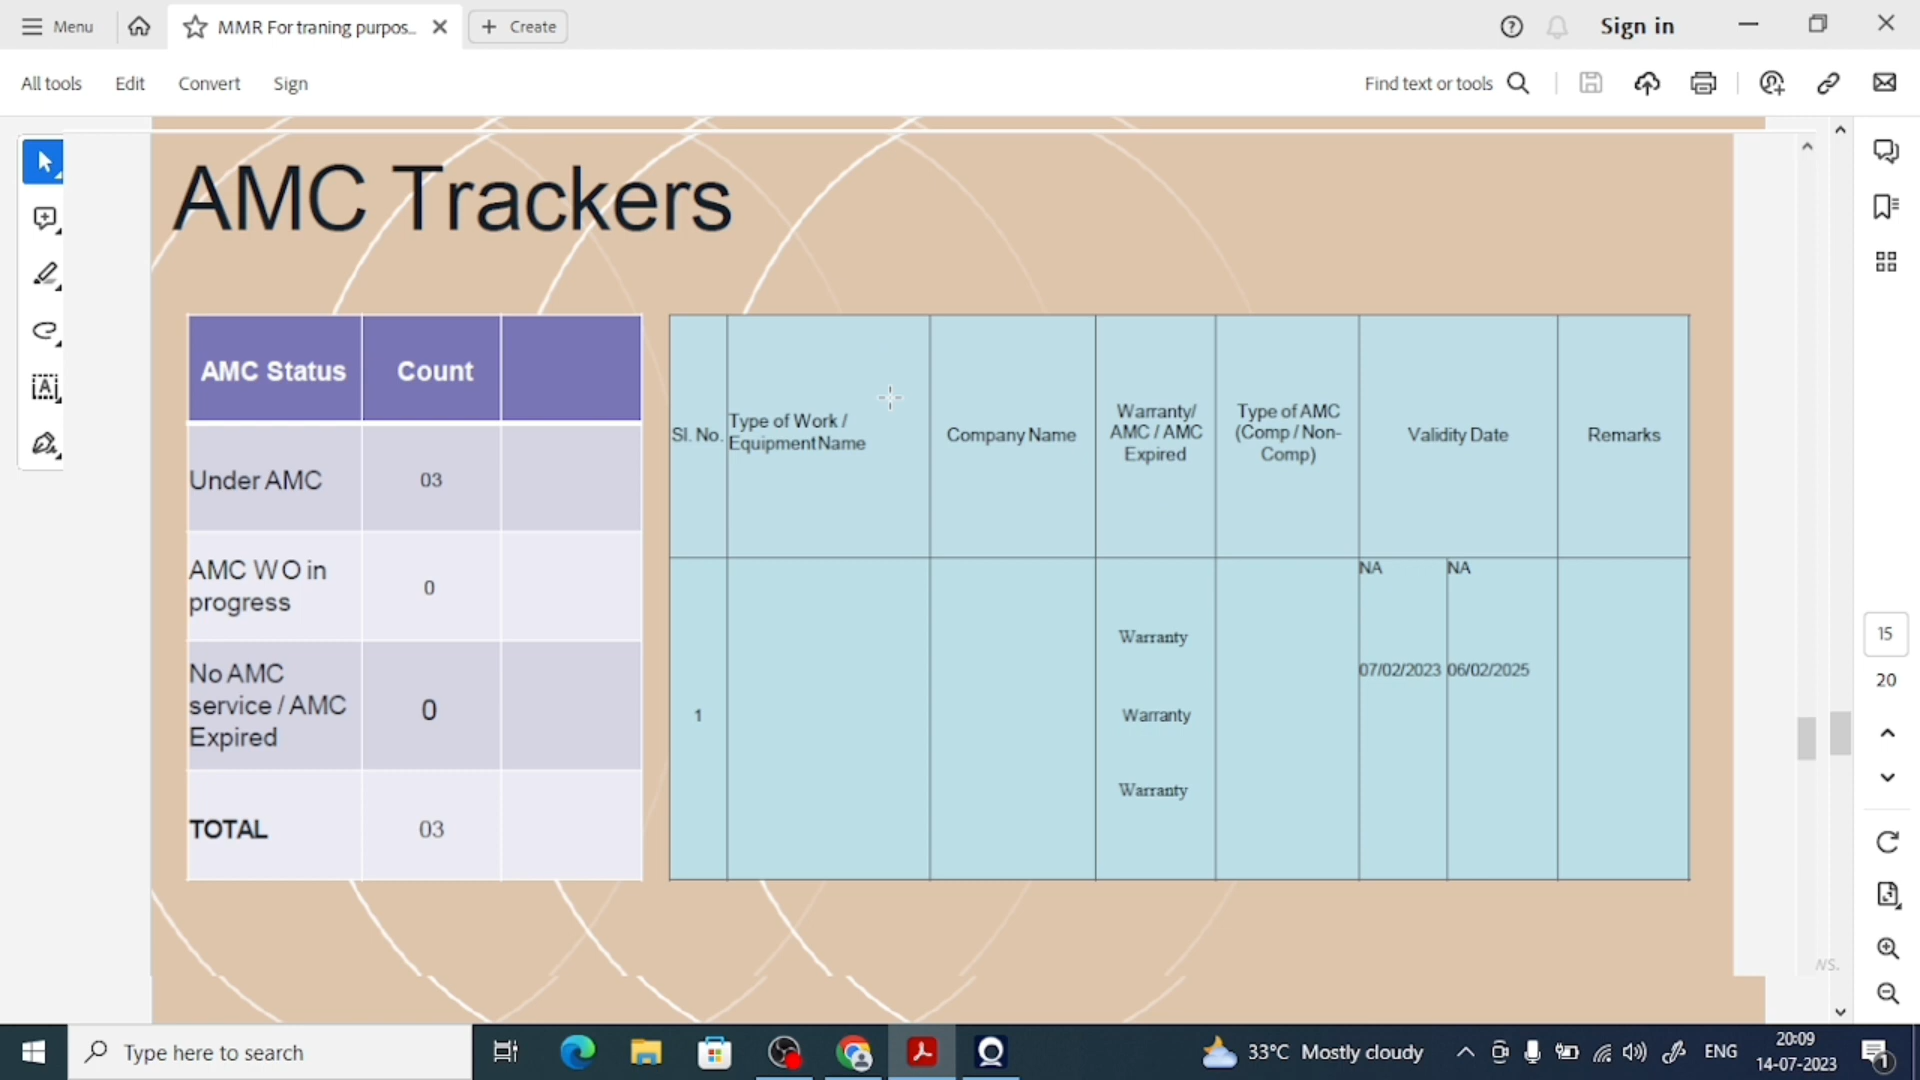 Menu
MMR For traning purpos...
Create
Sign in
All tools
Edit
Convert
Sign
Find text or tools
AMC Trackers
AMC Status
Count
Under AMC
03
AMC WO in
progress
0
No AMC
service / AMC
Expired
0
TOTAL
03
Sl. No.
Type of Work /
Equipment Name
Company Name
Warranty/
AMC / AMC
Expired
Type of AMC
(Comp / Non-
Comp)
Validity Date
Remarks
1
Warranty
Warranty
Warranty
NA
NA
07/02/2023
06/02/2025
15
20
WS.
Type here to search
33°C Mostly cloudy
ENG
20:09
14-07-2023
1